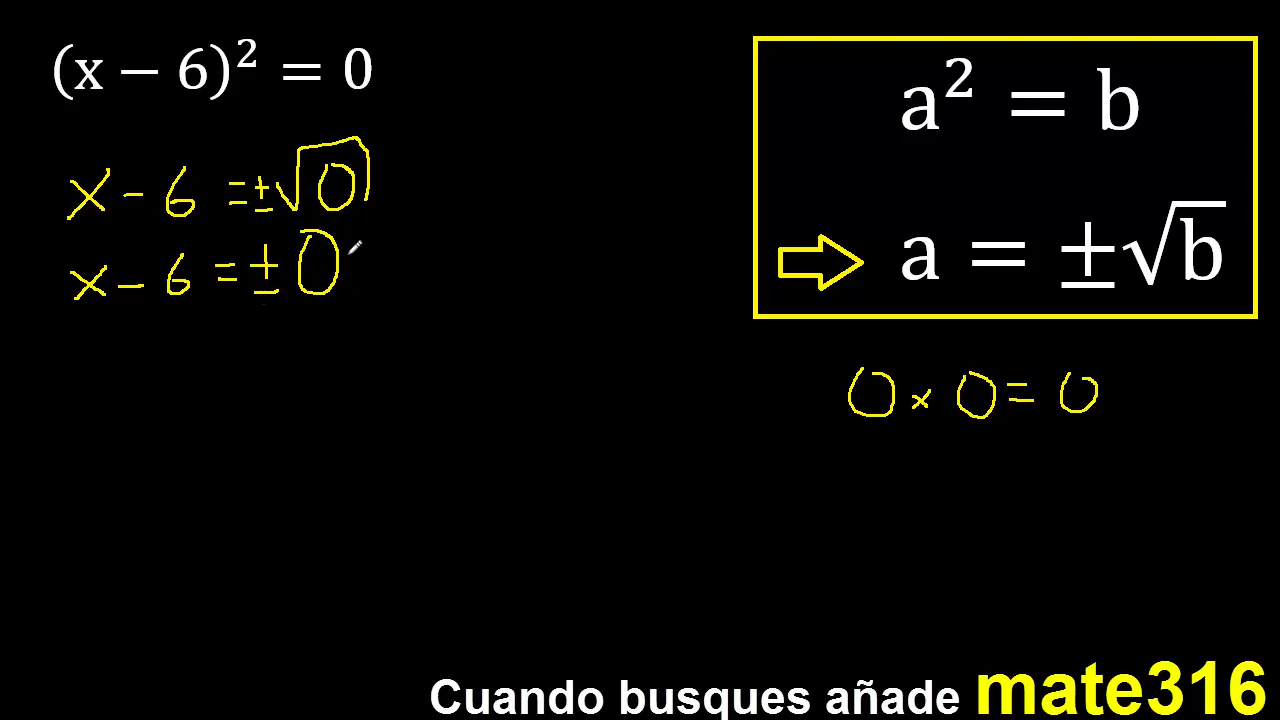 (x − 6)² = 0
x - 6 = ±√0
x - 6 = ± 0
a² = b
a = ±√b
0 × 0 = 0
Cuando busques añade mate316